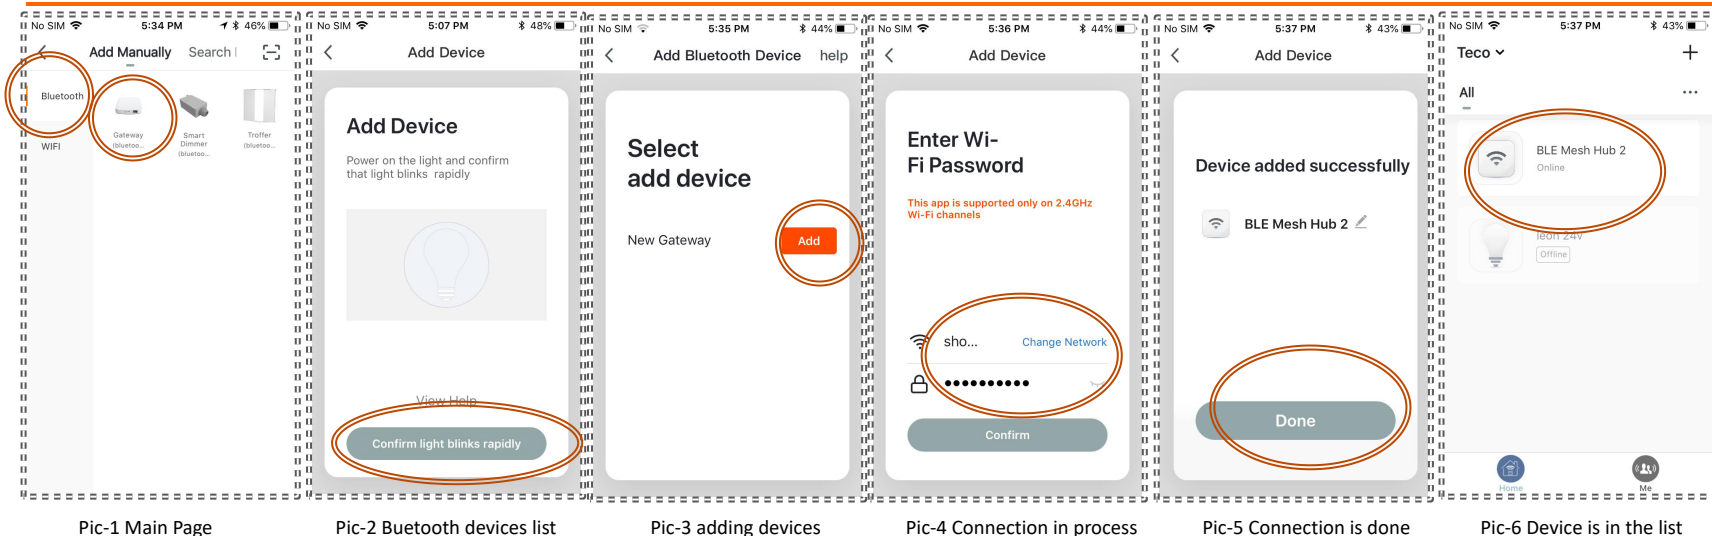 No SIM 5:34 PM 46%
Add Manually Search
Bluetooth
WIFI
Gateway
(bluetoo...
Smart
Dimmer
(bluetoo...
Troffer
(bluetoo...
Pic-1 Main Page
No SIM 5:07 PM 48%
Add Device
Add Device
Power on the light and confirm
that light blinks rapidly
View Help
Confirm light blinks rapidly
Pic-2 Buetooth devices list
No SIM 5:35 PM 44%
Add Bluetooth Device help
Select
add device
New Gateway Add
Pic-3 adding devices
No SIM 5:36 PM 44%
Add Device
Enter Wi-
Fi Password
This app is supported only on 2.4GHz
Wi-Fi channels
sho... Change Network
●●●●●●●●●●
Confirm
Pic-4 Connection in process
No SIM 5:37 PM 43%
Add Device
Device added successfully
BLE Mesh Hub 2
Done
Pic-5 Connection is done
No SIM 5:37 PM 43%
Teco
All ...
BLE Mesh Hub 2
Online
leon 24v
Offline
Home Me
Pic-6 Device is in the list